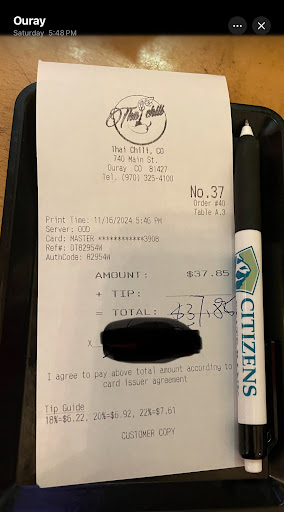 Ouray
Saturday 5:48 PM
Thai Chili
Thai Chili, CO
740 Main St.
Ouray CO 81427
Tel. (970) 325-4100
No.37
Order #40
Table A.3
Print Time: 11/16/2024 5:46 PM
Server: OOD
Card: MASTER ************3908
Ref#: DT82954W
AuthCode: 82954W
AMOUNT: $37.85
+ TIP:
= TOTAL: $37.85
X
I agree to pay above total amount according to
card issuer agreement
Tip Guide
18%=$6.22, 20%=$6.92, 22%=$7.61
CUSTOMER COPY
CITIZENS